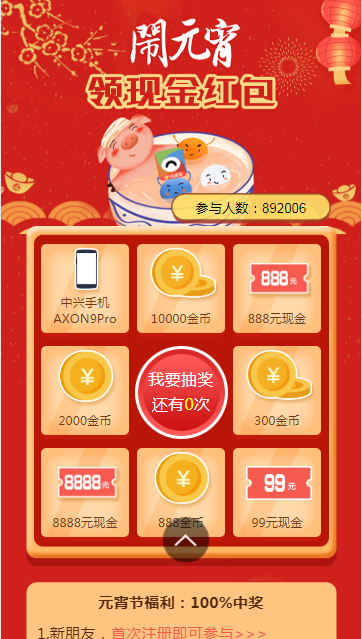 闹元宵
领现金红包
参与人数：892006
中兴手机
AXON9Pro
10000金币
888元
888元现金
2000金币
我要抽奖
还有0次
300金币
8888元
8888元现金
888金币
99元
99元现金
元宵节福利：100%中奖
1.新朋友，首次注册即可参与>>>